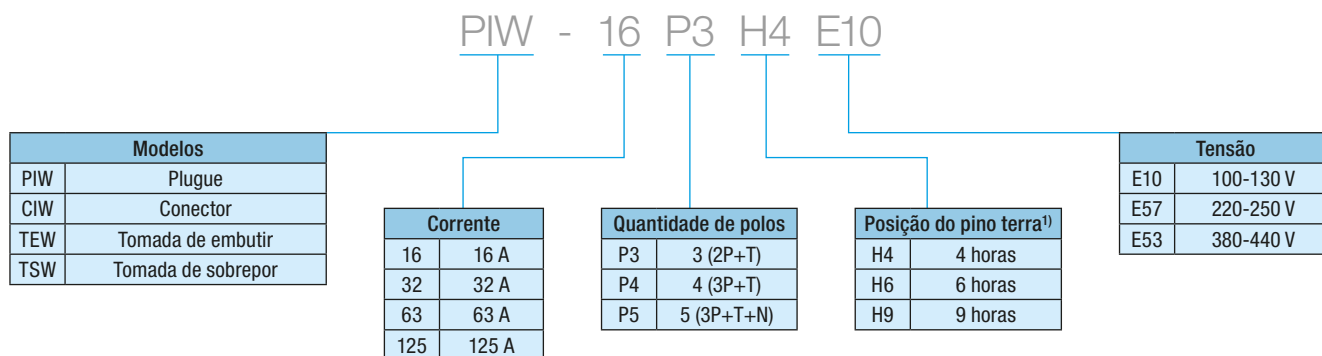 PIW - 16 P3 H4 E10
Modelos
PIW Plugue
CIW Conector
TEW Tomada de embutir
TSW Tomada de sobrepor
Corrente
16 16 A
32 32 A
63 63 A
125 125 A
Quantidade de polos
P3 3 (2P+T)
P4 4 (3P+T)
P5 5 (3P+T+N)
Posição do pino terra1)
H4 4 horas
H6 6 horas
H9 9 horas
Tensão
E10 100-130 V
E57 220-250 V
E53 380-440 V